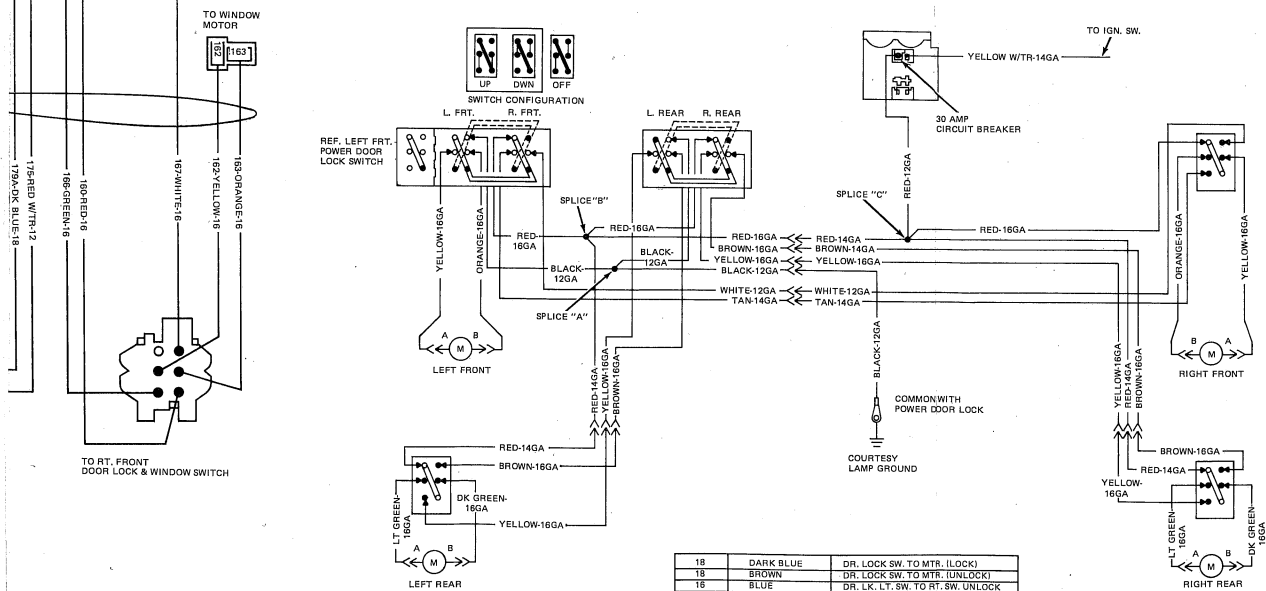 TO WINDOW
MOTOR
162
163
179A-DK BLUE-18
175-RED W/TR-12
166-GREEN-16
160-RED-16
167-WHITE-16
162-YELLOW-16
163-ORANGE-16
TO RT. FRONT
DOOR LOCK & WINDOW SWITCH
UP
DWN
OFF
SWITCH CONFIGURATION
L. FRT.
R. FRT.
REF. LEFT FRT.
POWER DOOR
LOCK SWITCH
L. REAR
R. REAR
TO IGN. SW.
YELLOW W/TR-14GA
30 AMP
CIRCUIT BREAKER
RED-12GA
SPLICE "B"
SPLICE "C"
YELLOW-16GA
ORANGE-16GA
RED-
16GA
RED-16GA
BLACK-
12GA
BLACK-
12GA
SPLICE "A"
RED-16GA
RED-14GA
BROWN-16GA
BROWN-14GA
YELLOW-16GA
YELLOW-16GA
BLACK-12GA
WHITE-12GA
WHITE-12GA
TAN-14GA
TAN-14GA
RED-16GA
ORANGE-16GA
YELLOW-16GA
A
B
M
LEFT FRONT
RED-14GA
YELLOW-16GA
BROWN-16GA
BLACK-12GA
COMMON WITH
POWER DOOR LOCK
COURTESY
LAMP GROUND
B
A
M
RIGHT FRONT
YELLOW-16GA
RED-14GA
BROWN-16GA
RED-14GA
BROWN-16GA
LT GREEN-
16GA
DK GREEN-
16GA
YELLOW-16GA
A
B
M
LEFT REAR
BROWN-16GA
RED-14GA
YELLOW-
16GA
LT GREEN-
16GA
DK GREEN-
16GA
A
B
M
RIGHT REAR
18 DARK BLUE DR. LOCK SW. TO MTR. (LOCK)
18 BROWN DR. LOCK SW. TO MTR. (UNLOCK)
16 BLUE DR. LK. LT. SW. TO RT. SW. UNLOCK